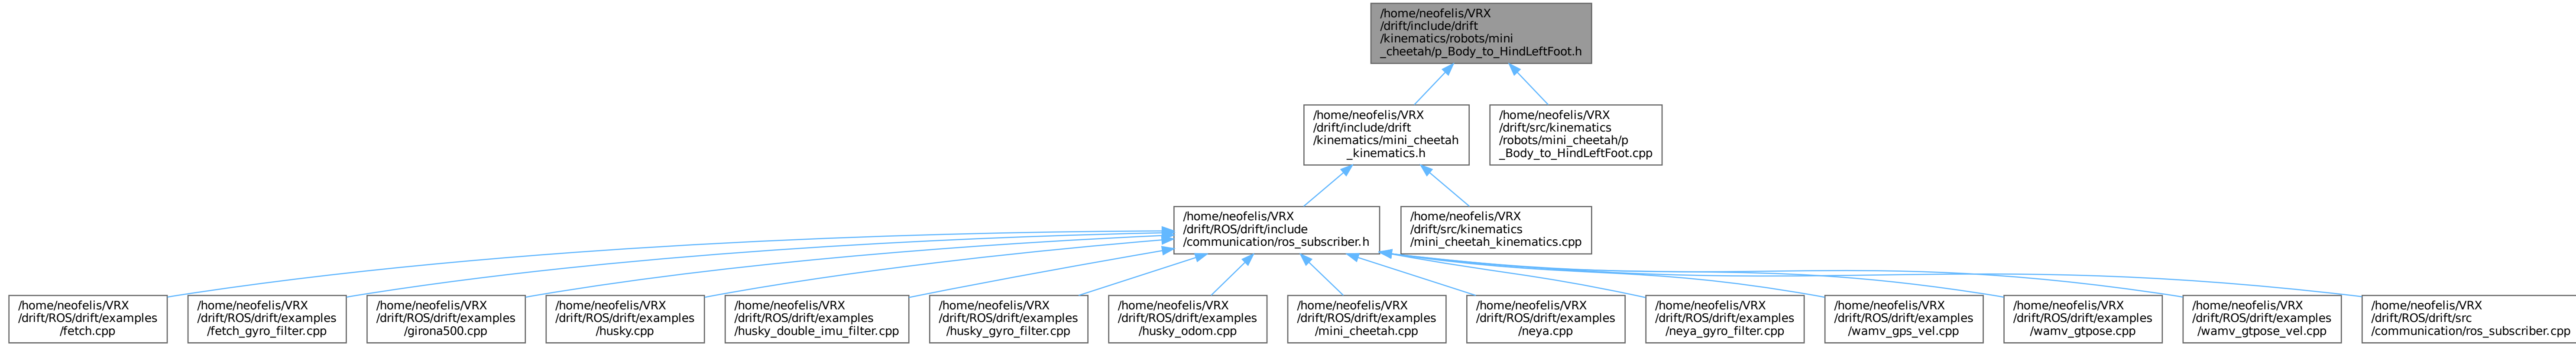 /home/neofelis/VRX
/drift/include/drift
/kinematics/robots/mini
_cheetah/p_Body_to_HindLeftFoot.h
/home/neofelis/VRX
/drift/include/drift
/kinematics/mini_cheetah
_kinematics.h
/home/neofelis/VRX
/drift/src/kinematics
/robots/mini_cheetah/p
_Body_to_HindLeftFoot.cpp
/home/neofelis/VRX
/drift/ROS/drift/include
/communication/ros_subscriber.h
/home/neofelis/VRX
/drift/src/kinematics
/mini_cheetah_kinematics.cpp
/home/neofelis/VRX
/drift/ROS/drift/examples
/fetch.cpp
/home/neofelis/VRX
/drift/ROS/drift/examples
/fetch_gyro_filter.cpp
/home/neofelis/VRX
/drift/ROS/drift/examples
/girona500.cpp
/home/neofelis/VRX
/drift/ROS/drift/examples
/husky.cpp
/home/neofelis/VRX
/drift/ROS/drift/examples
/husky_double_imu_filter.cpp
/home/neofelis/VRX
/drift/ROS/drift/examples
/husky_gyro_filter.cpp
/home/neofelis/VRX
/drift/ROS/drift/examples
/husky_odom.cpp
/home/neofelis/VRX
/drift/ROS/drift/examples
/mini_cheetah.cpp
/home/neofelis/VRX
/drift/ROS/drift/examples
/neya.cpp
/home/neofelis/VRX
/drift/ROS/drift/examples
/neya_gyro_filter.cpp
/home/neofelis/VRX
/drift/ROS/drift/examples
/wamv_gps_vel.cpp
/home/neofelis/VRX
/drift/ROS/drift/examples
/wamv_gtpose.cpp
/home/neofelis/VRX
/drift/ROS/drift/examples
/wamv_gtpose_vel.cpp
/home/neofelis/VRX
/drift/ROS/drift/src
/communication/ros_subscriber.cpp